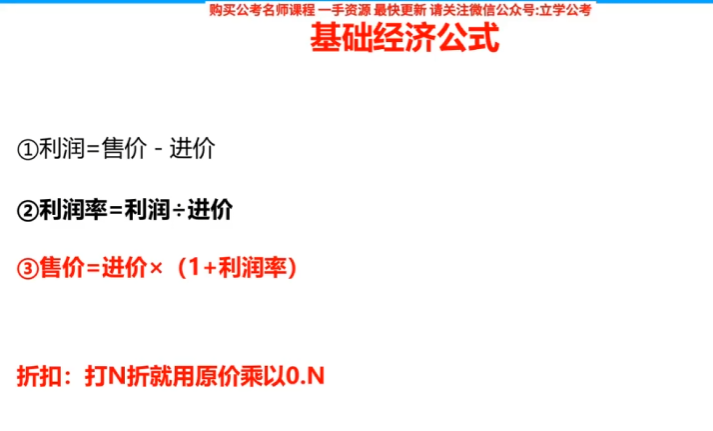 购买公考名师课程 一手资源 最快更新 请关注微信公众号:立学公考
基础经济公式
①利润=售价 - 进价
②利润率=利润÷进价
③售价=进价×（1+利润率）
折扣：打N折就用原价乘以0.N